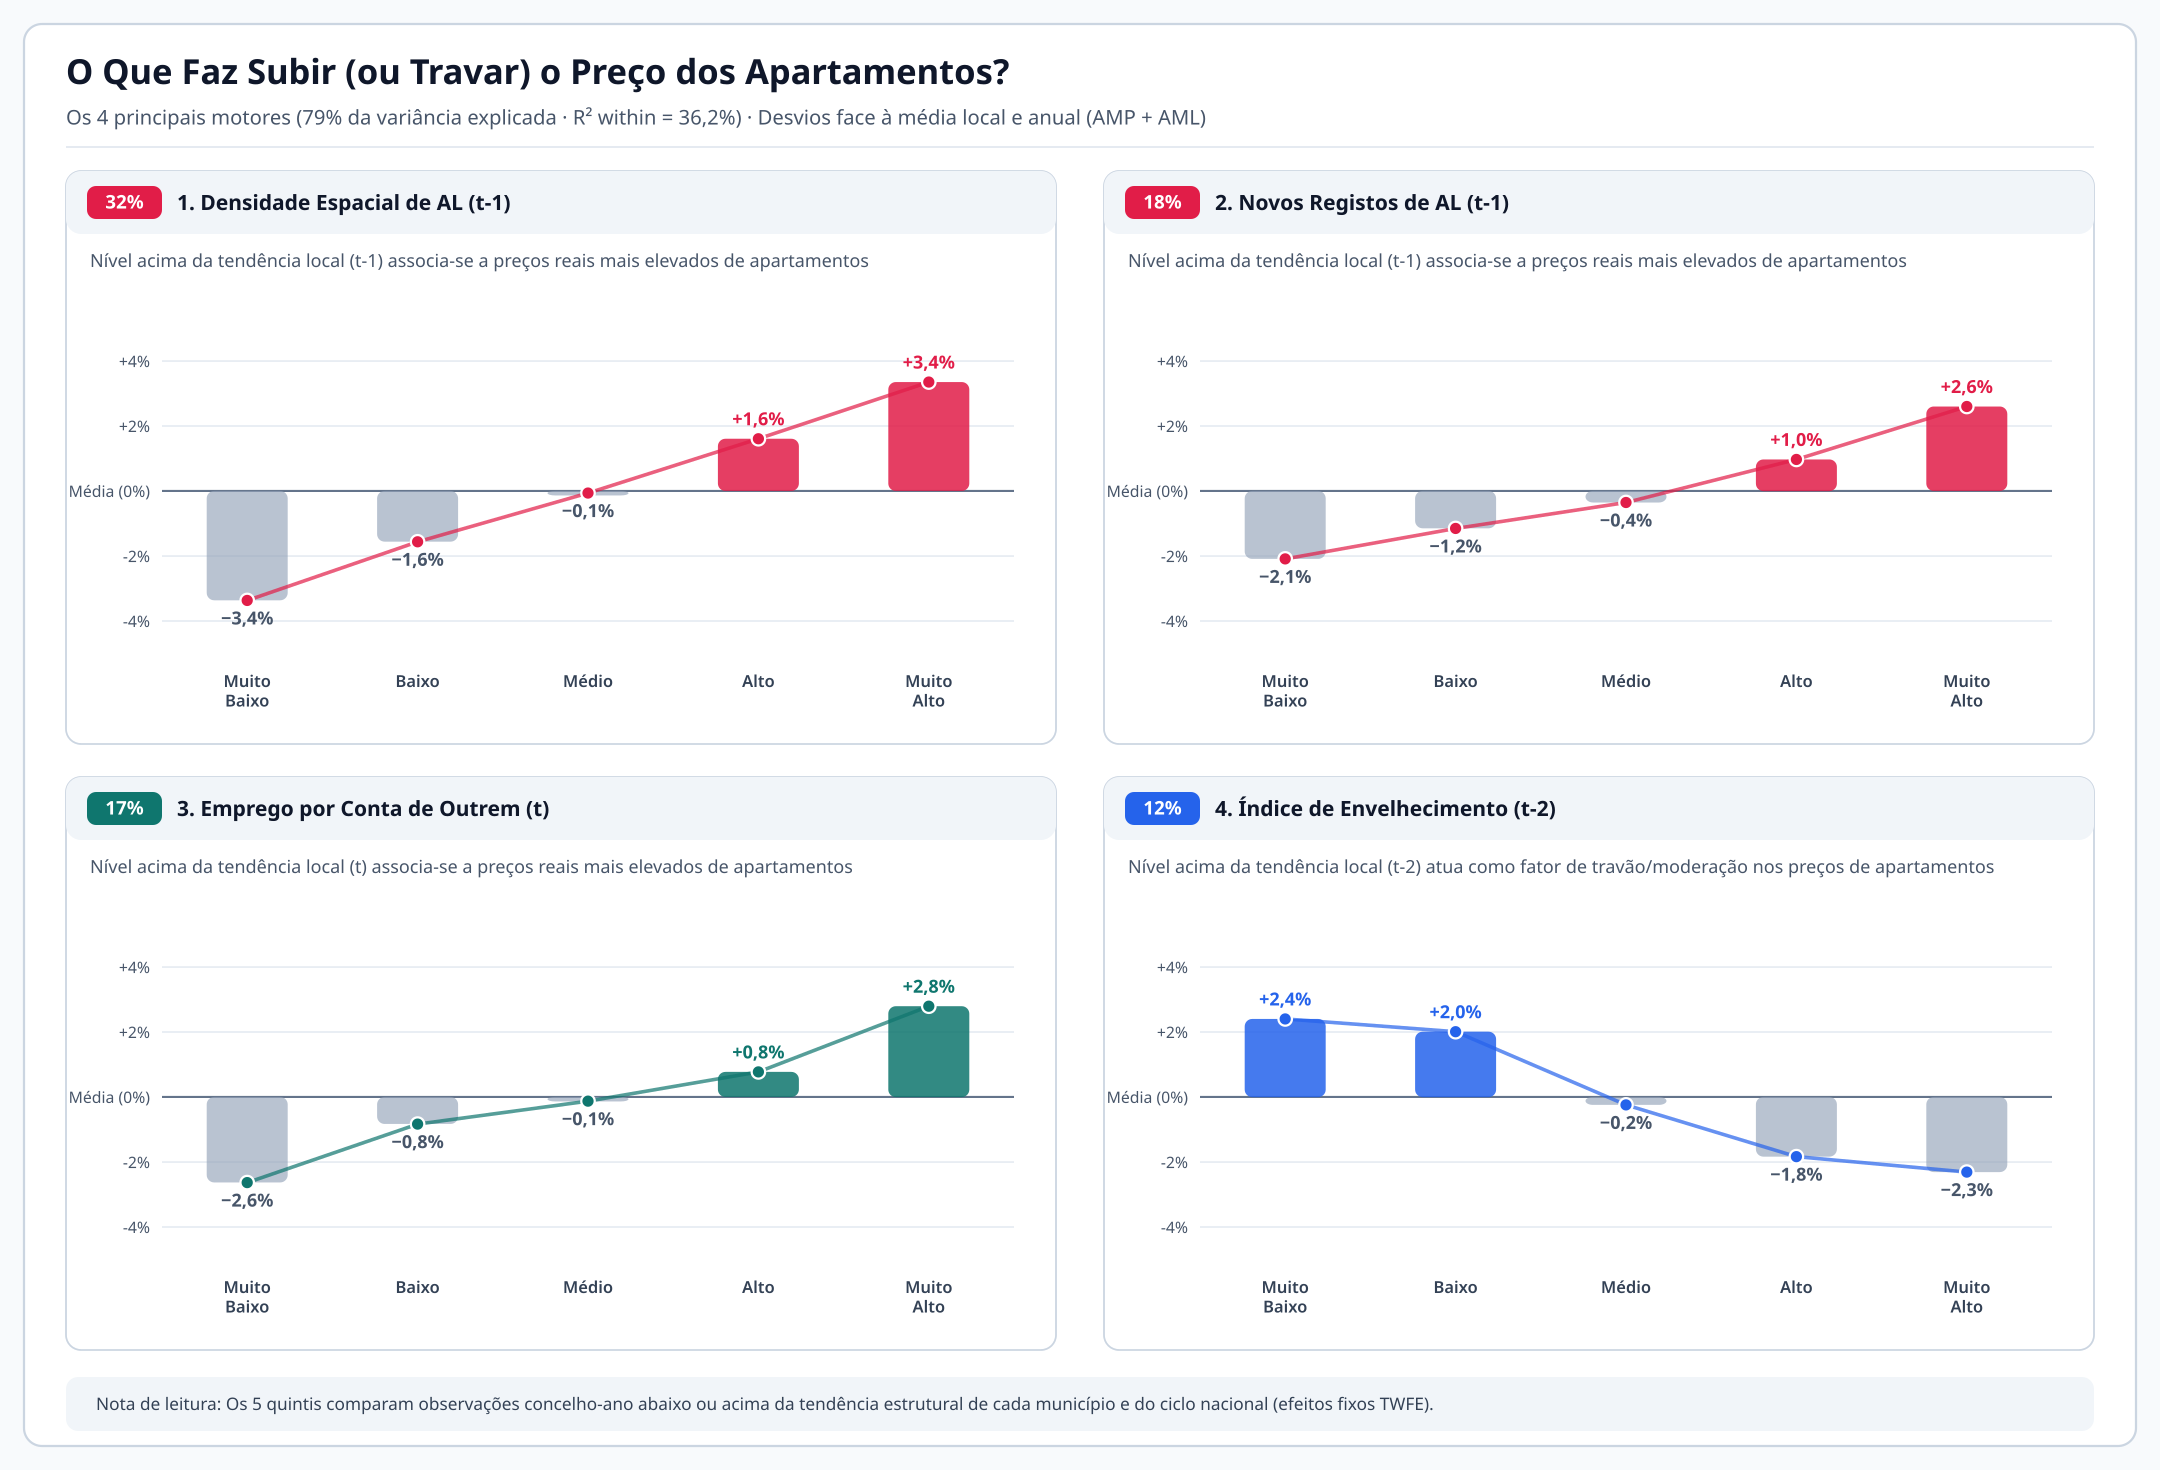 O Que Faz Subir (ou Travar) o Preço dos Apartamentos?
Os 4 principais motores (79% da variância explicada · R² within = 36,2%) · Desvios face à média local e anual (AMP + AML)
32%
1. Densidade Espacial de AL (t-1)
Nível acima da tendência local (t-1) associa-se a preços reais mais elevados de apartamentos
+4%
+2%
Média (0%)
-2%
-4%
−3,4%
−1,6%
−0,1%
+1,6%
+3,4%
Muito
Baixo
Baixo
Médio
Alto
Muito
Alto
18%
2. Novos Registos de AL (t-1)
Nível acima da tendência local (t-1) associa-se a preços reais mais elevados de apartamentos
+4%
+2%
Média (0%)
-2%
-4%
−2,1%
−1,2%
−0,4%
+1,0%
+2,6%
Muito
Baixo
Baixo
Médio
Alto
Muito
Alto
17%
3. Emprego por Conta de Outrem (t)
Nível acima da tendência local (t) associa-se a preços reais mais elevados de apartamentos
+4%
+2%
Média (0%)
-2%
-4%
−2,6%
−0,8%
−0,1%
+0,8%
+2,8%
Muito
Baixo
Baixo
Médio
Alto
Muito
Alto
12%
4. Índice de Envelhecimento (t-2)
Nível acima da tendência local (t-2) atua como fator de travão/moderação nos preços de apartamentos
+4%
+2%
Média (0%)
-2%
-4%
+2,4%
+2,0%
−0,2%
−1,8%
−2,3%
Muito
Baixo
Baixo
Médio
Alto
Muito
Alto
Nota de leitura: Os 5 quintis comparam observações concelho-ano abaixo ou acima da tendência estrutural de cada município e do ciclo nacional (efeitos fixos TWFE).